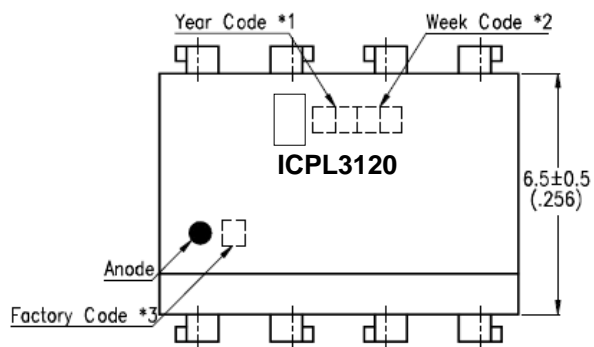 Year Code *1
Week Code *2
ICPL3120
6.5±0.5
(.256)
Anode
Factory Code *3